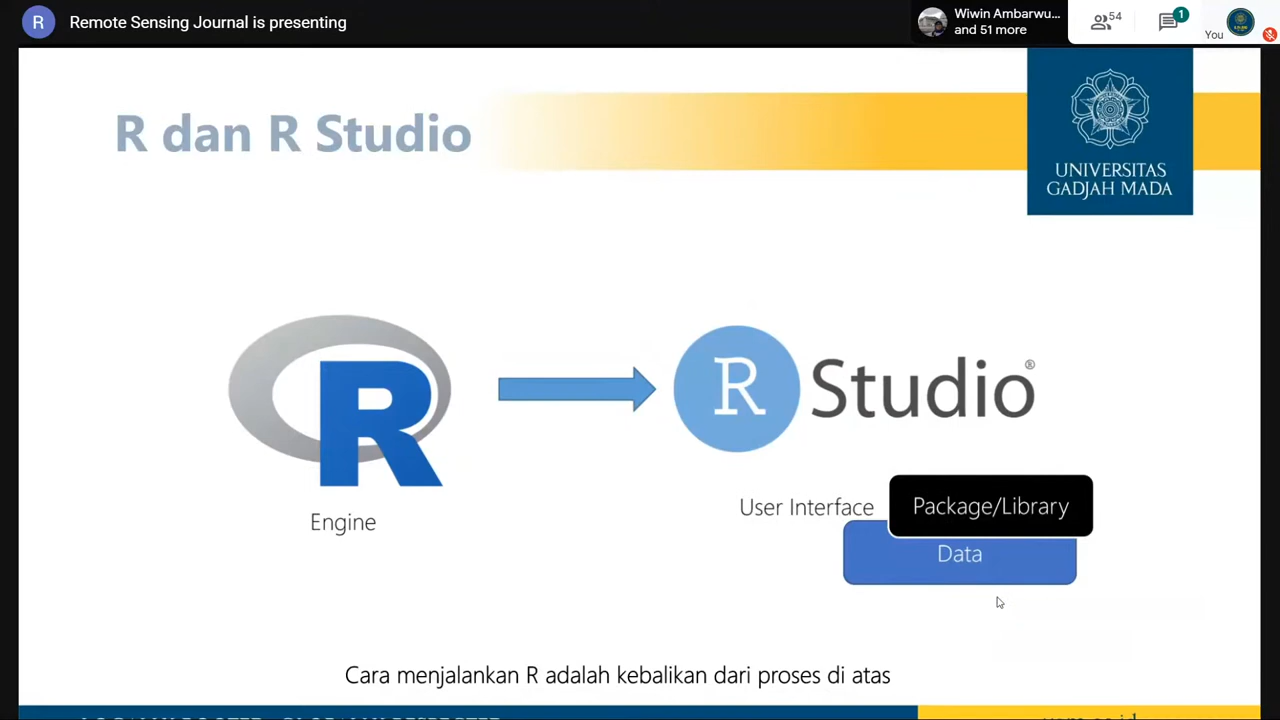 R
Remote Sensing Journal is presenting
Wiwin Ambarwu...
and 51 more
54
1
You
R dan R Studio
UNIVERSITAS
GADJAH MADA
R
R Studio®
Engine
User Interface
Package/Library
Data
Cara menjalankan R adalah kebalikan dari proses di atas